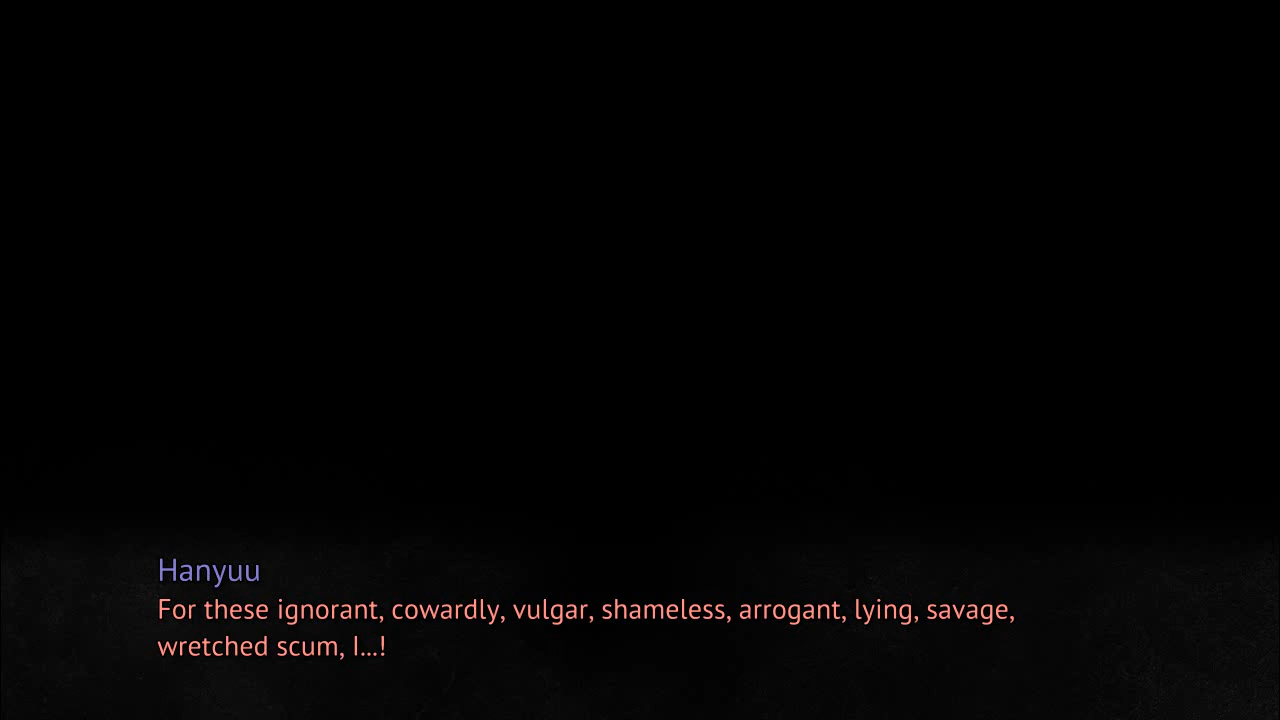 Hanyuu
For these ignorant, cowardly, vulgar, shameless, arrogant, lying, savage,
wretched scum, I...!